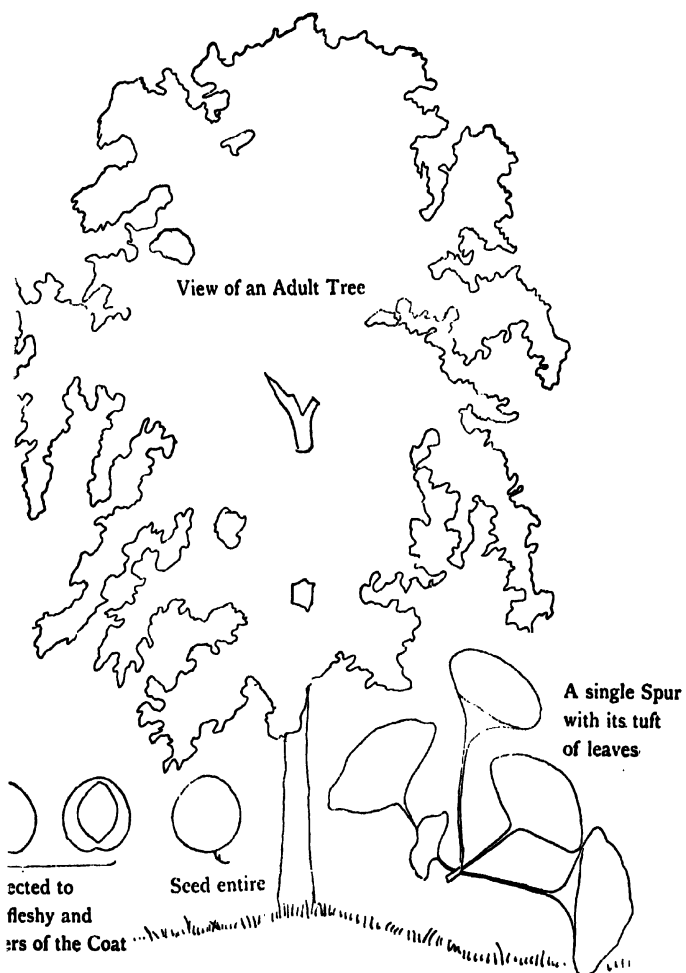 View of an Adult Tree
A single Spur
with its tuft
of leaves
Seed entire
ected to
fleshy and
ers of the Coat